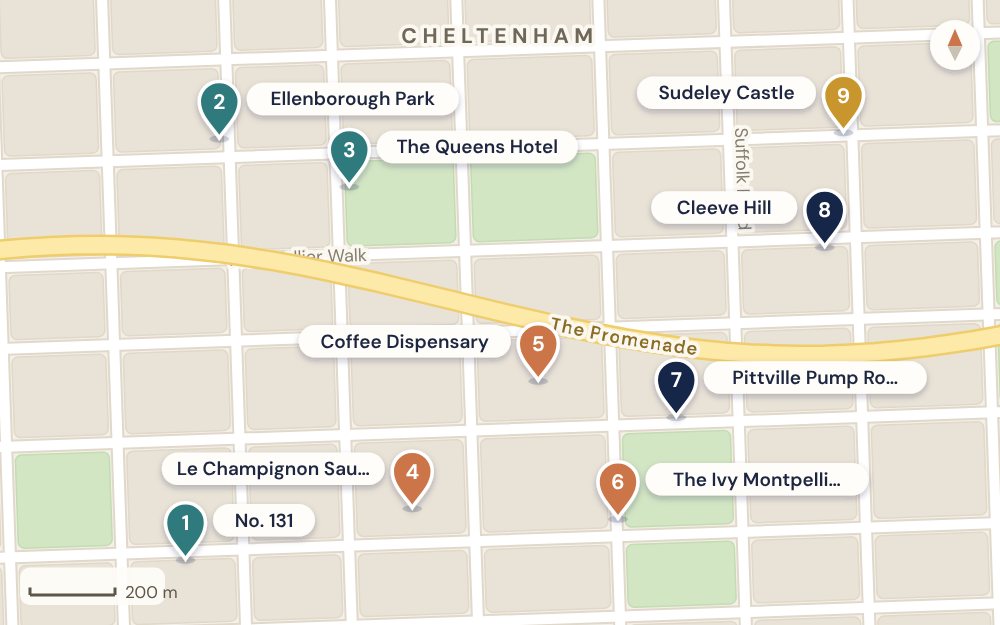 CHELTENHAM
2 Ellenborough Park
Sudeley Castle 9
3 The Queens Hotel
Suffolk
Cleeve Hill 8
Walk
The Promenade
Coffee Dispensary 5
7 Pittville Pump Ro...
Le Champignon Sau... 4
6 The Ivy Montpelli...
1 No. 131
200 m